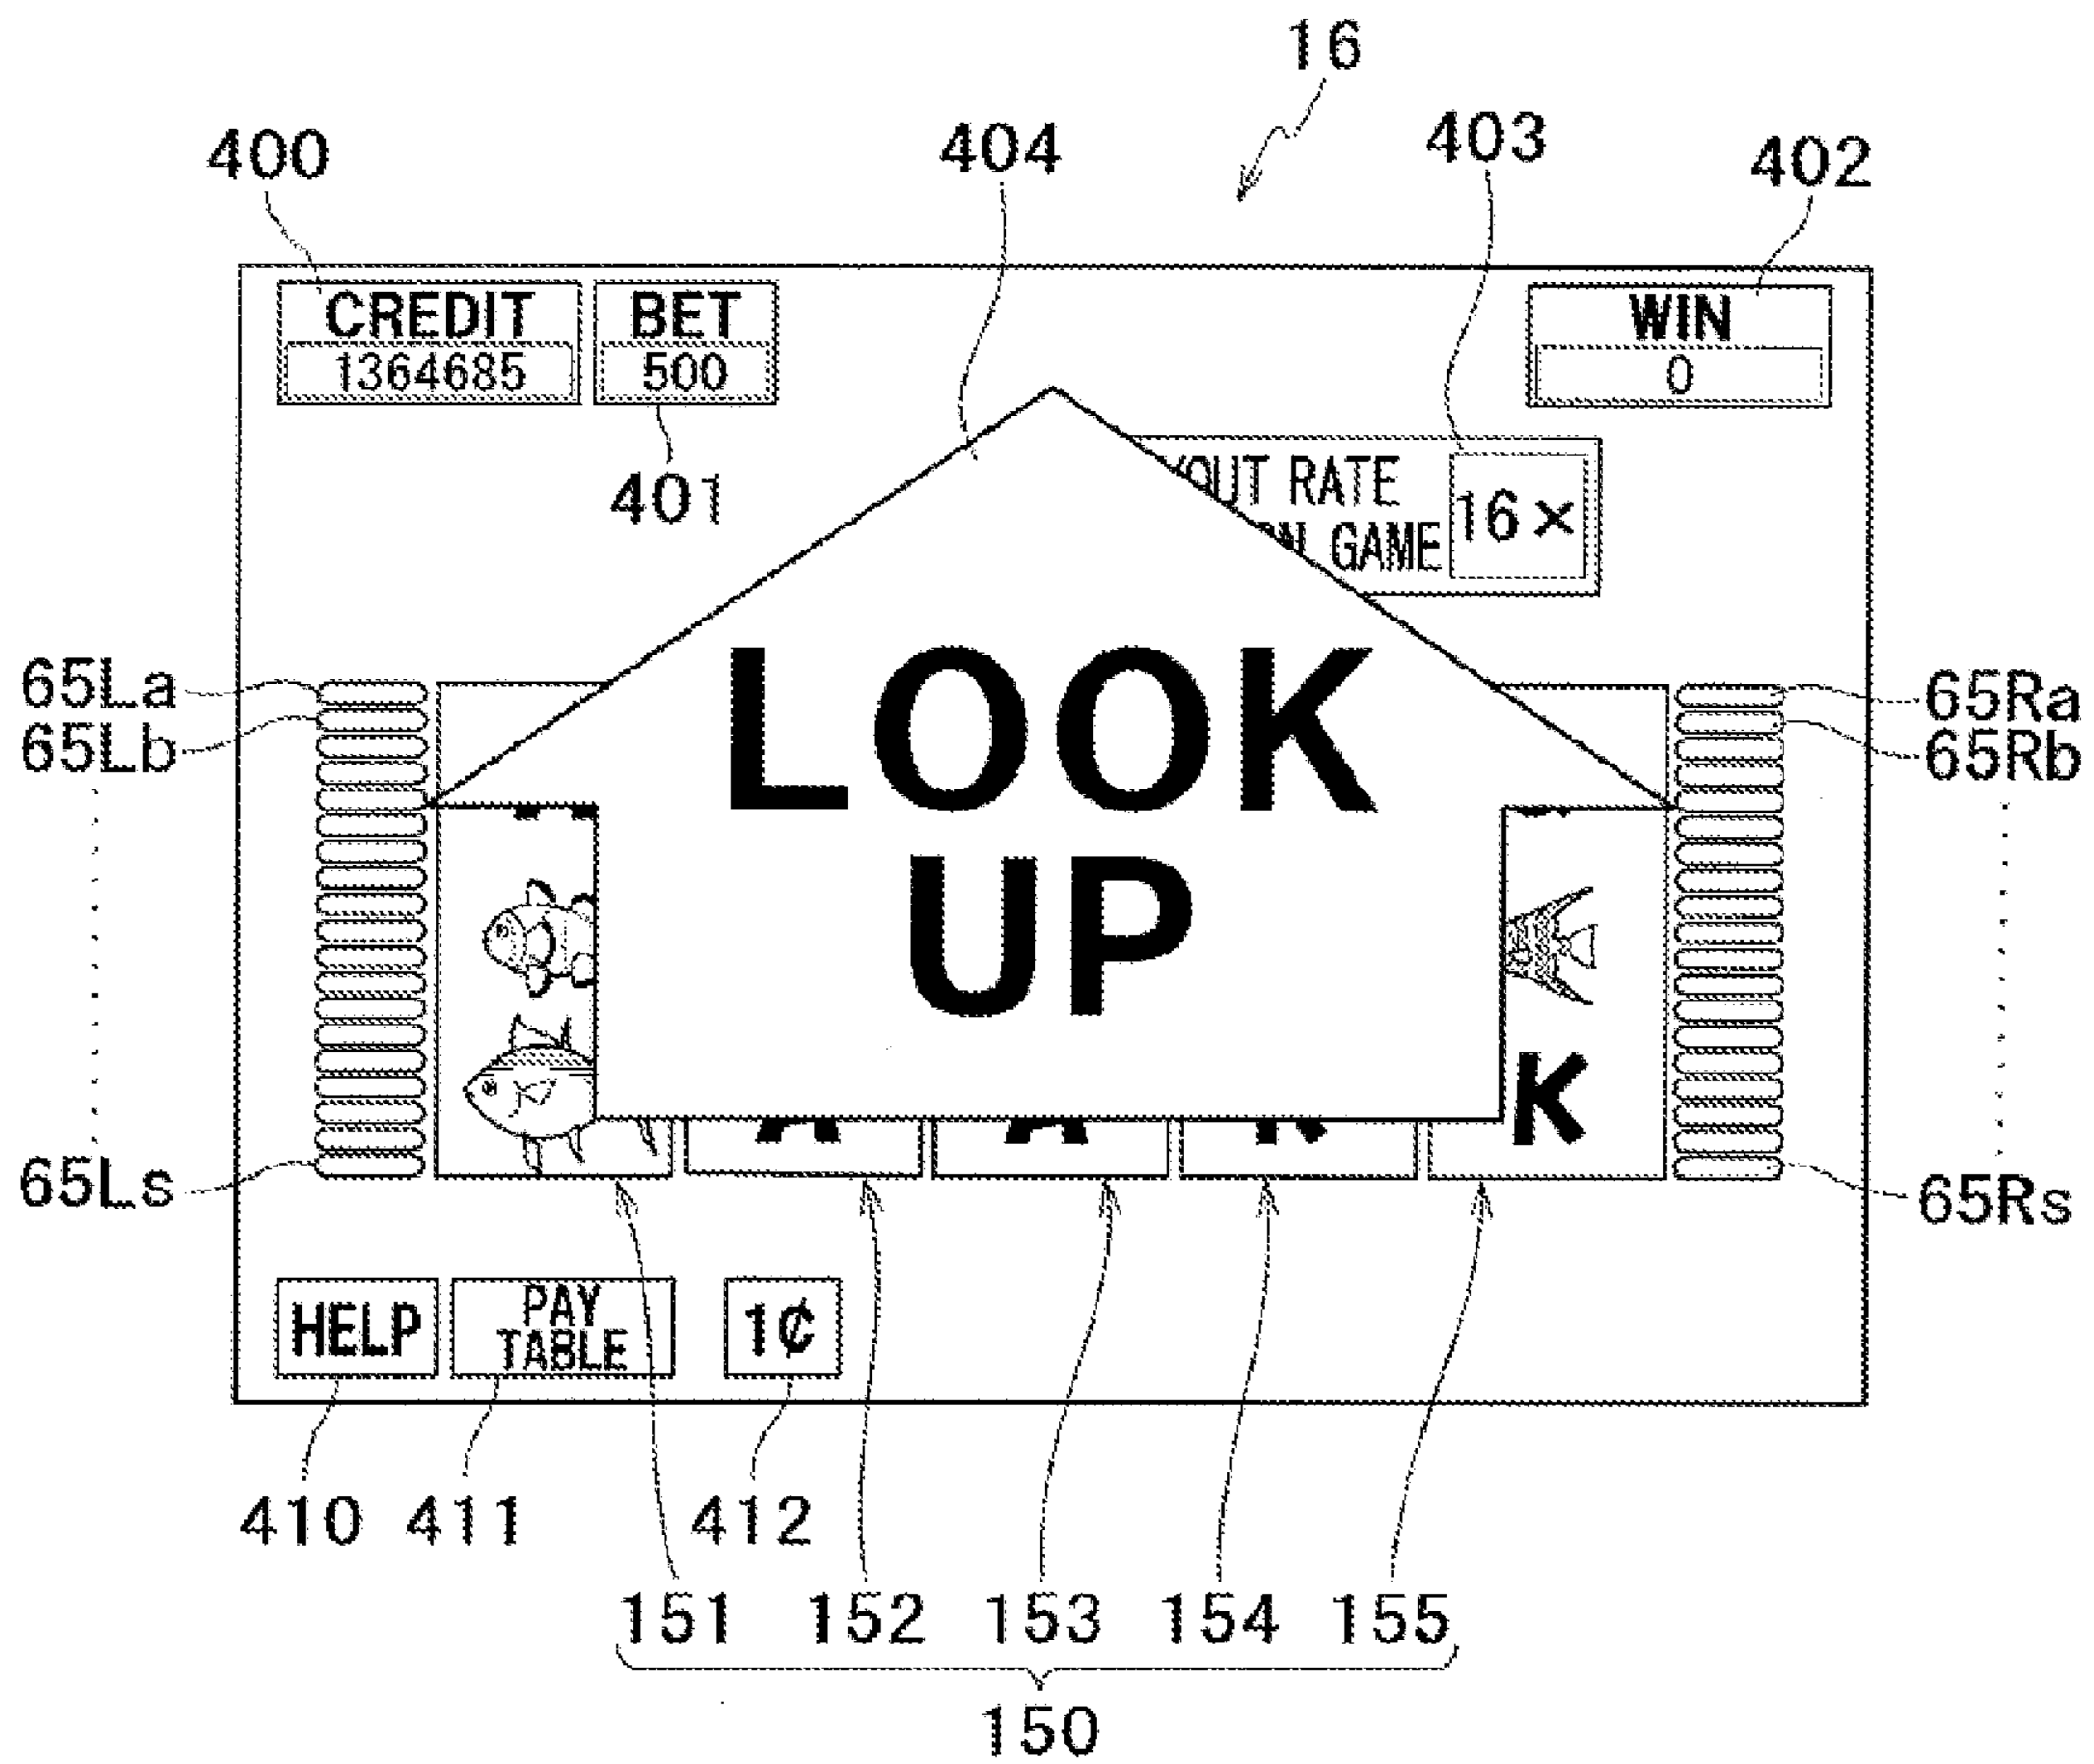 16
400
404
403
402
CREDIT
BET
WIN
1364685
500
0
401
OUT RATE
GAME
16×
LOOK
UP
65La
65Lb
65Ls
65Ra
65Rb
65Rs
A
A
K
HELP
PAY
TABLE
1¢
410
411
412
151
152
153
154
155
150